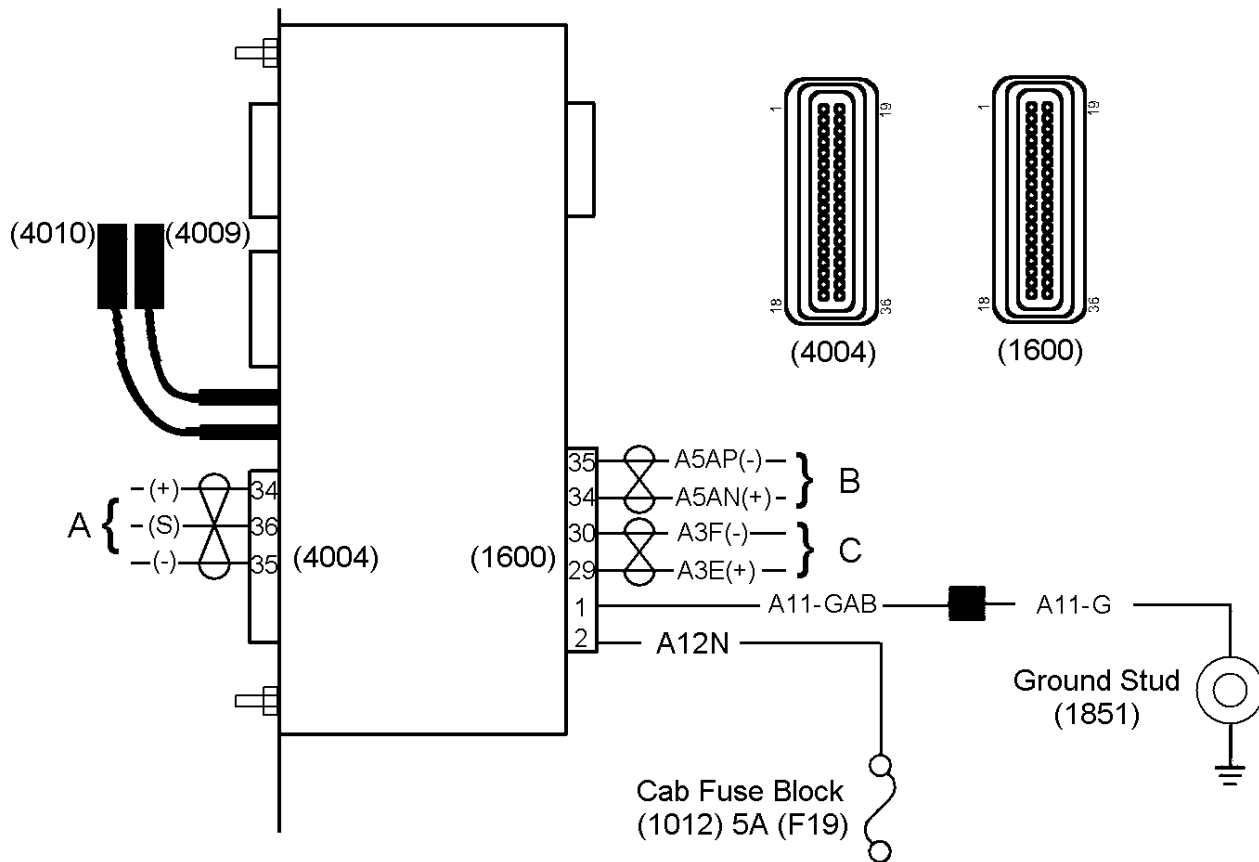 1
19
18
36
(4004)
1
19
18
36
(1600)
(4010)
(4009)
A {
(+)
(S)
(-)
34
36
35
(4004)
(1600)
35
34
30
29
1
2
A5AP(-)
A5AN(+)
} B
A3F(-)
A3E(+)
} C
A11-GAB
A11-G
A12N
Ground Stud
(1851)
Cab Fuse Block
(1012) 5A (F19)